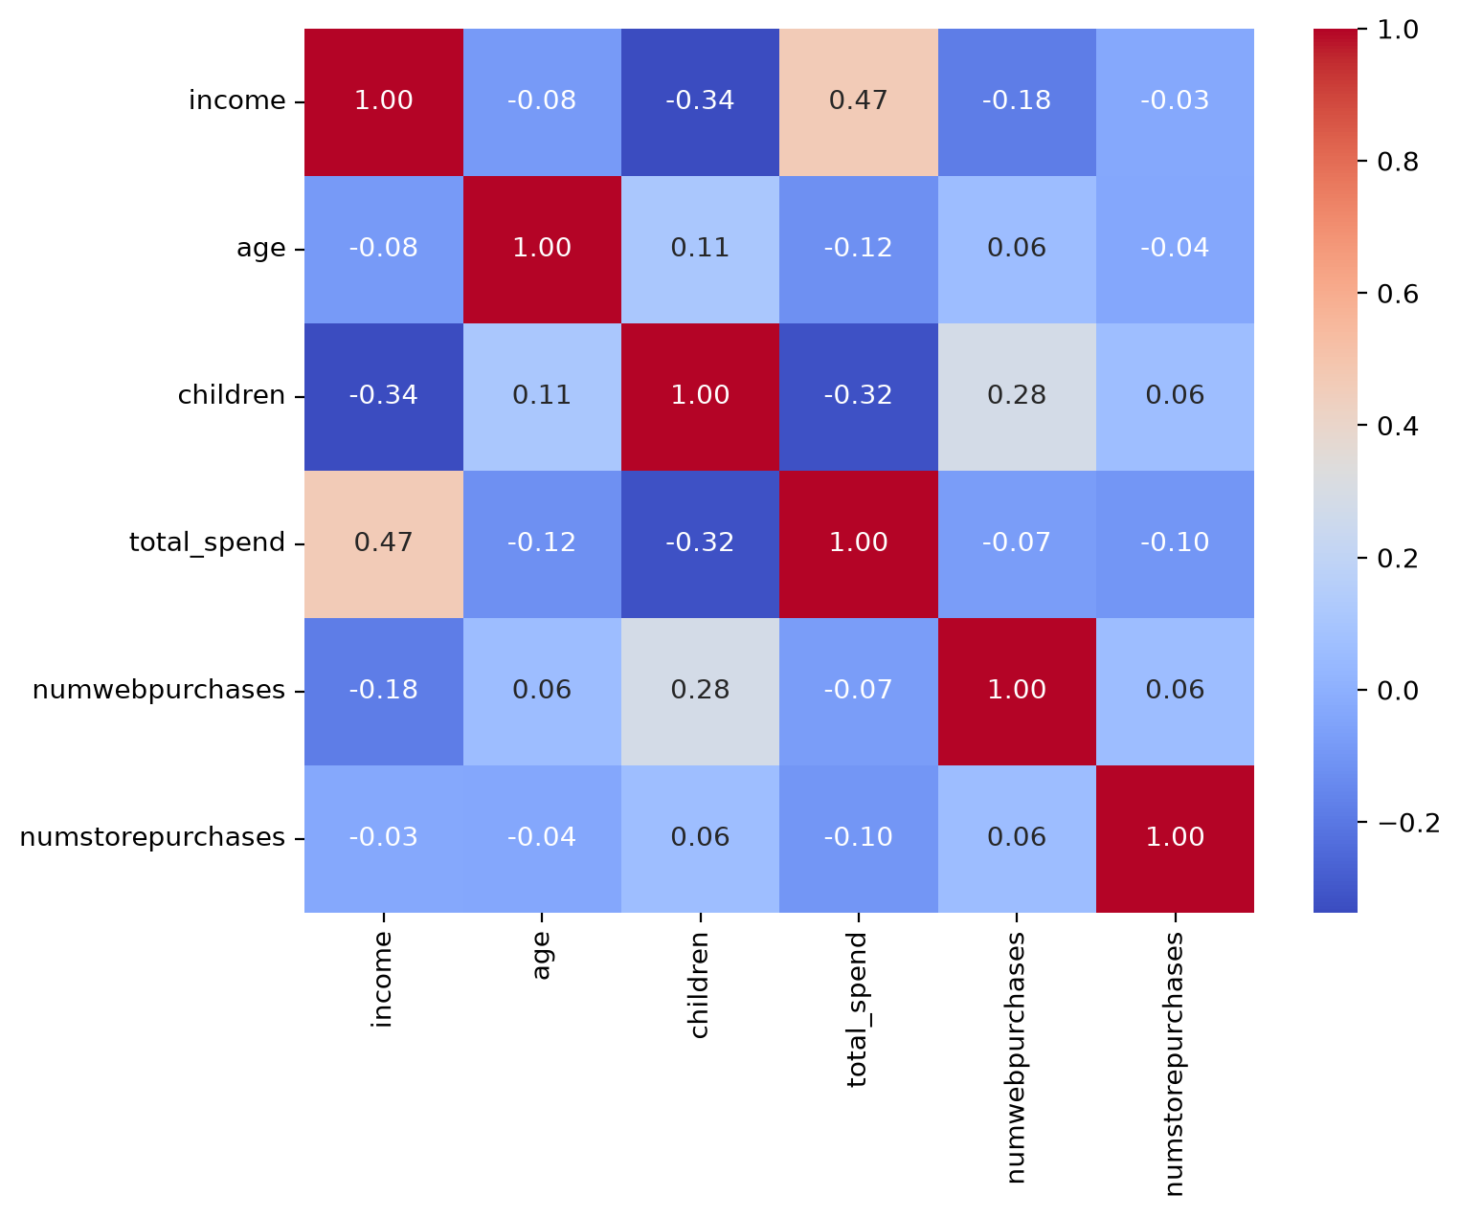 income 1.00 -0.08 -0.34 0.47 -0.18 -0.03
age -0.08 1.00 0.11 -0.12 0.06 -0.04
children -0.34 0.11 1.00 -0.32 0.28 0.06
total_spend 0.47 -0.12 -0.32 1.00 -0.07 -0.10
numwebpurchases -0.18 0.06 0.28 -0.07 1.00 0.06
numstorepurchases -0.03 -0.04 0.06 -0.10 0.06 1.00
income
age
children
total_spend
numwebpurchases
numstorepurchases
1.0
0.8
0.6
0.4
0.2
0.0
−0.2